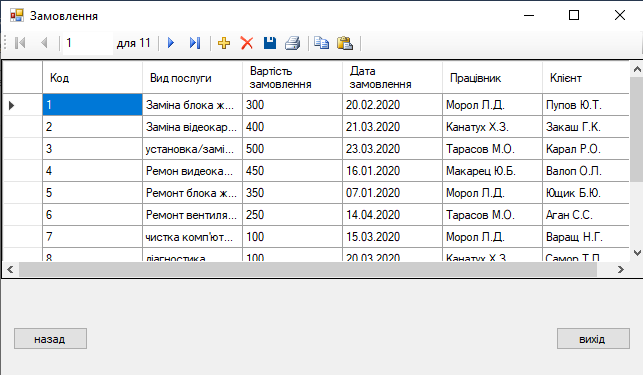 Замовлення
1 для 11
Код Вид послуги Вартість замовлення Дата замовлення Працівник Клієнт
1 Заміна блока ж... 300 20.02.2020 Морол Л.Д. Пупов Ю.Т.
2 Заміна відеокар... 400 21.03.2020 Канатух Х.З. Закаш Г.К.
3 установка/замі... 500 23.03.2020 Тарасов М.О. Карал Р.О.
4 Ремон видеока... 450 16.01.2020 Макарец Ю.Б. Валоп О.Л.
5 Ремонт блока ж... 350 07.01.2020 Морол Л.Д. Ющик Б.Ю.
6 Ремонт вентиля... 250 14.04.2020 Тарасов М.О. Аган С.С.
7 чистка комп'ют... 100 15.03.2020 Морол Л.Д. Варащ Н.Г.
8 діагностика 100 20.03.2020 Канатух Х.З. Самор Т.П.
назад вихід